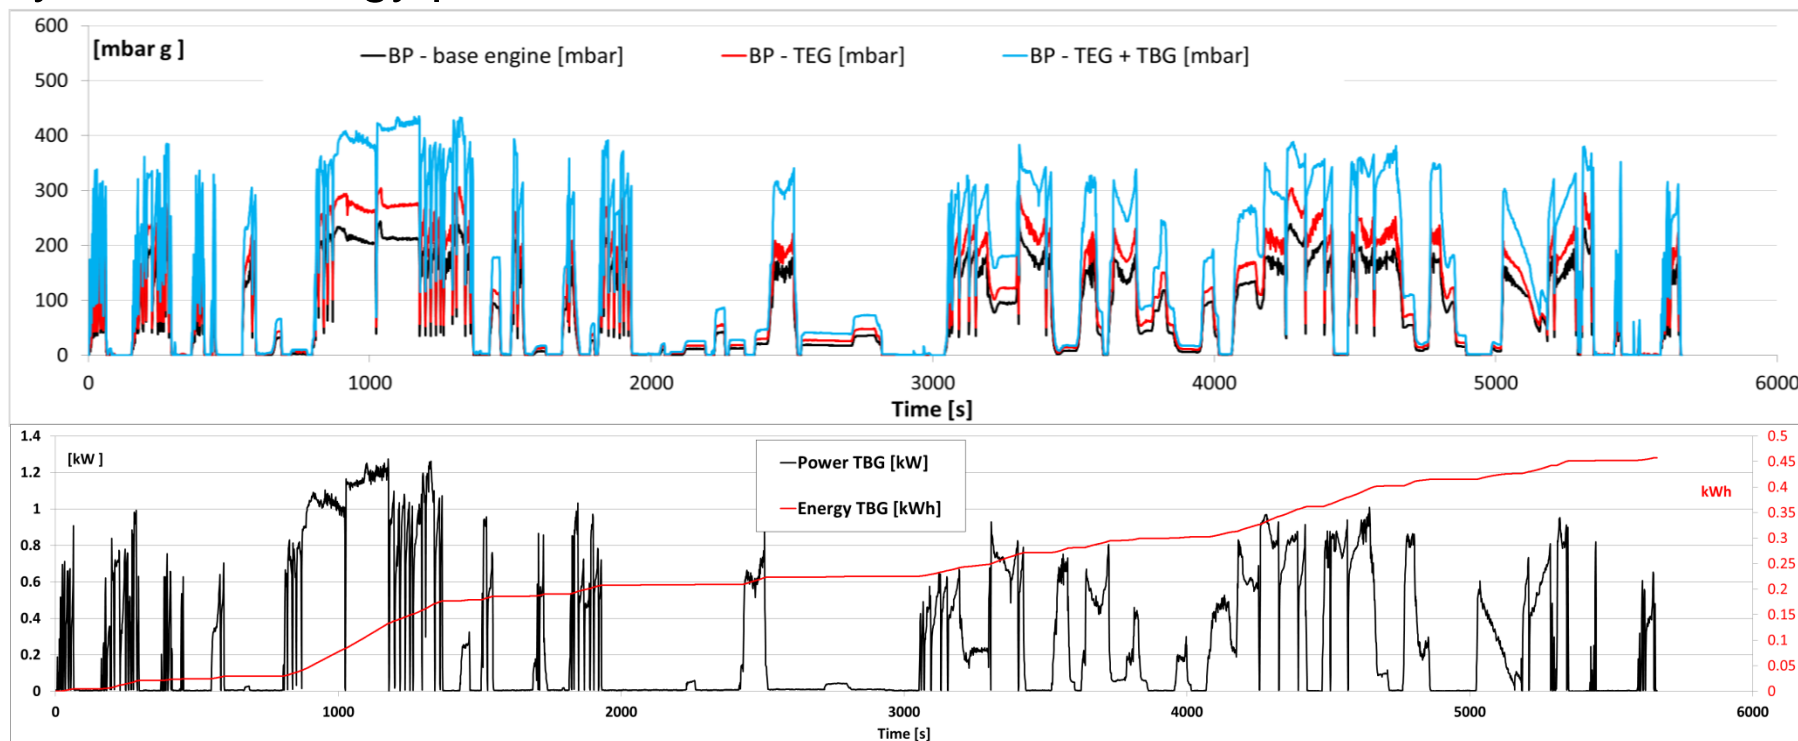 [mbar g ]
BP - base engine [mbar]
BP - TEG [mbar]
BP - TEG + TBG [mbar]
600
500
400
300
200
100
0
0 1000 2000 3000 4000 5000 6000
Time [s]
[kW ]
Power TBG [kW]
Energy TBG [kWh]
kWh
1.4
1.2
1
0.8
0.6
0.4
0.2
0
0.5
0.45
0.4
0.35
0.3
0.25
0.2
0.15
0.1
0.05
0
0 1000 2000 3000 4000 5000 6000
Time [s]